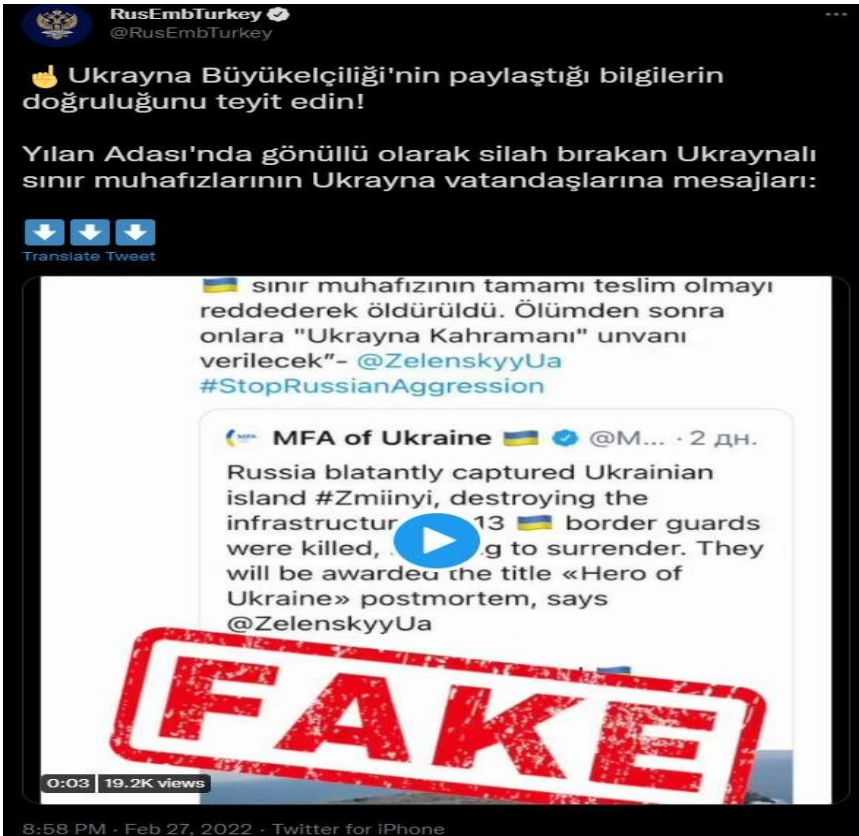 RusEmbTurkey
@RusEmbTurkey
Ukrayna Büyükelçiliği'nin paylaştığı bilgilerin
doğruluğunu teyit edin!
Yılan Adası'nda gönüllü olarak silah bırakan Ukraynalı
sınır muhafızlarının Ukrayna vatandaşlarına mesajları:
Translate Tweet
sınır muhafızının tamamı teslim olmayı
reddederek öldürüldü. Ölümden sonra
onlara "Ukrayna Kahramanı" unvanı
verilecek”- @ZelenskyyUa
#StopRussianAggression
MFA of Ukraine @M... · 2 дн.
Russia blatantly captured Ukrainian
island #Zmiinyi, destroying the
infrastructur 13 border guards
were killed, g to surrender. They
will be awarded the title «Hero of
Ukraine» postmortem, says
@ZelenskyyUa
FAKE
0:03 19.2K views
8:58 PM · Feb 27, 2022 · Twitter for iPhone